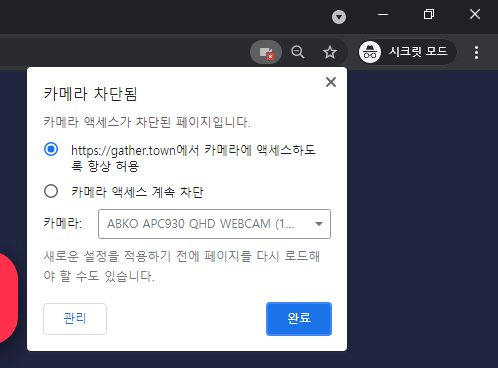 시크릿 모드
카메라 차단됨
카메라 액세스가 차단된 페이지입니다.
https://gather.town에서 카메라에 액세스하도
록 항상 허용
카메라 액세스 계속 차단
카메라: ABKO APC930 QHD WEBCAM (1...
새로운 설정을 적용하기 전에 페이지를 다시 로드해
야 할 수도 있습니다.
관리 완료